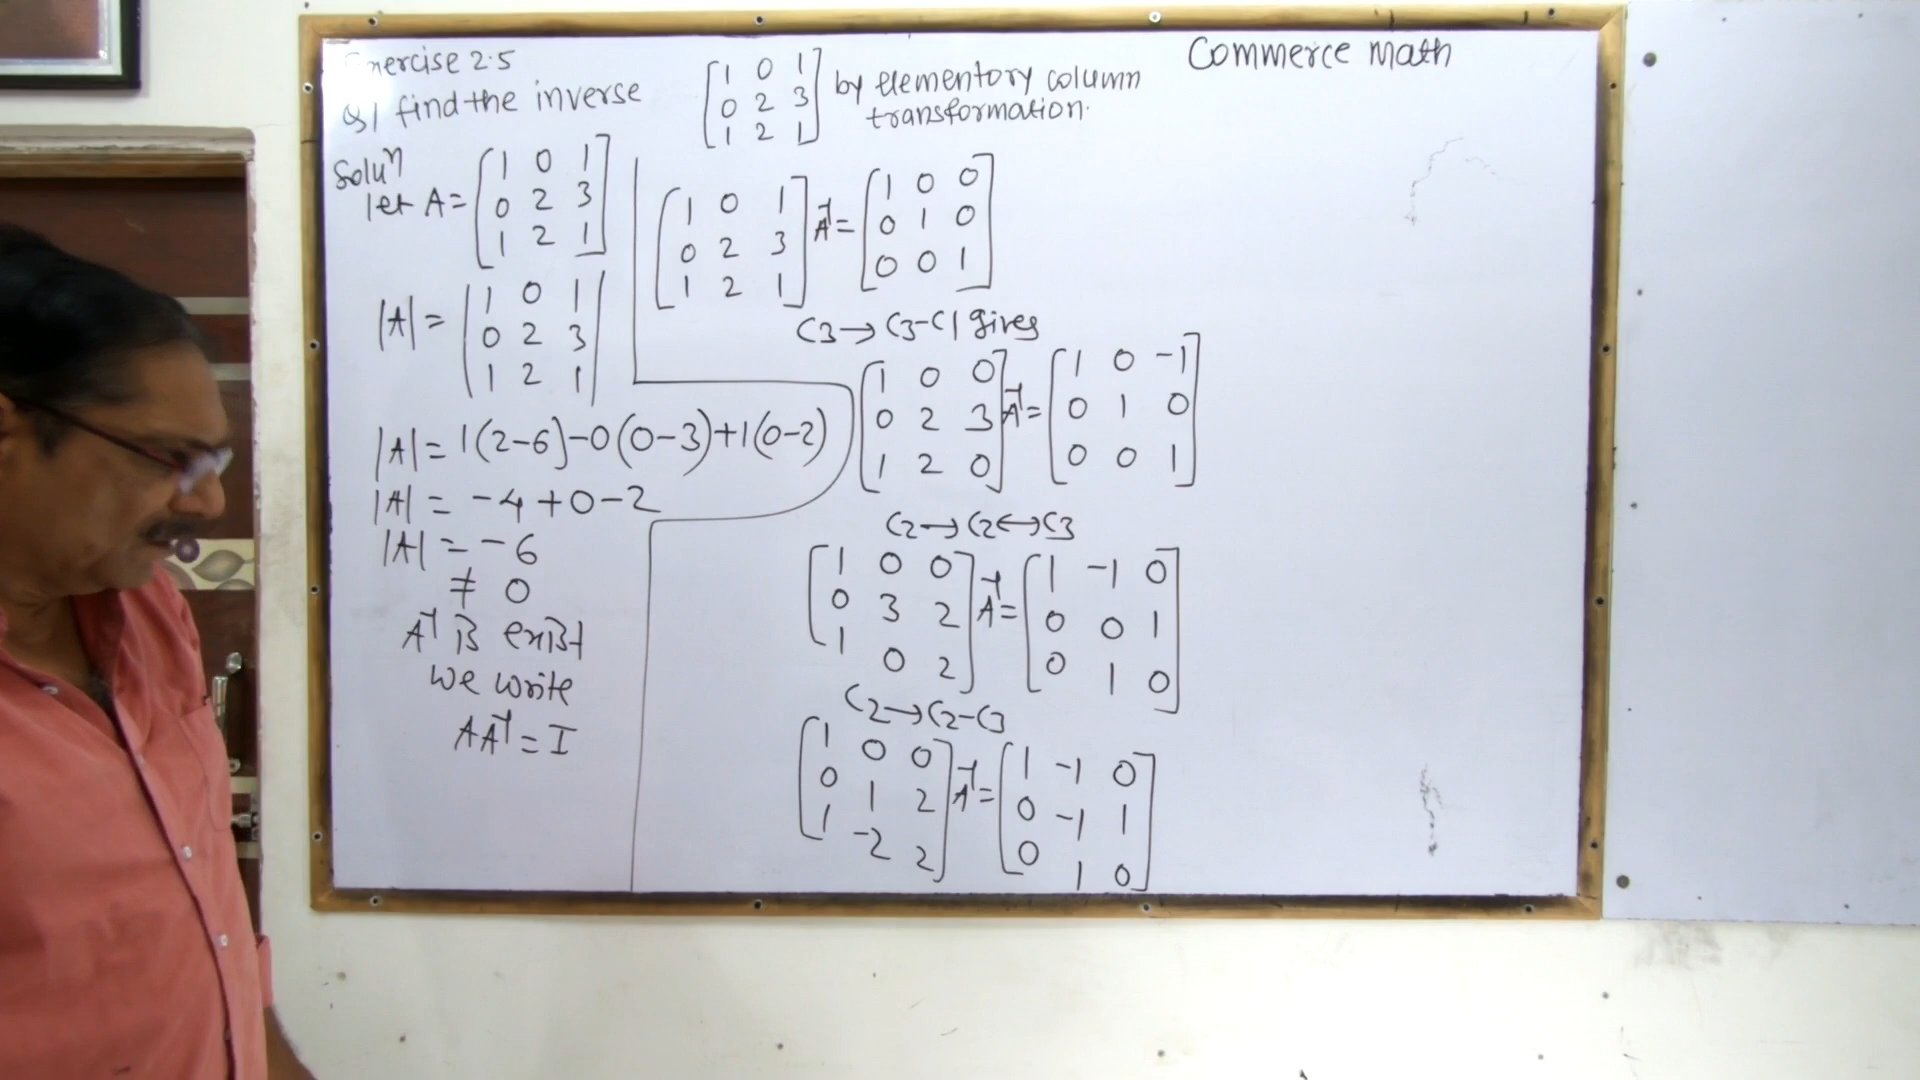 Exercise 2.5
Commerce Math
Q1 find the inverse [1 0 1
0 2 3
1 2 1] by elementory column
transformation.
Soluⁿ
let A = [1 0 1
0 2 3
1 2 1]
|A| = |1 0 1
0 2 3
1 2 1|
|A| = 1(2-6)-0(0-3)+1(0-2)
|A| = -4+0-2
|A| = -6
≠ 0
A⁻¹ is exist
we write
AA⁻¹ = I
[1 0 1
0 2 3
1 2 1] A⁻¹ = [1 0 0
0 1 0
0 0 1]
C3→C3-C1 gives
[1 0 0
0 2 3
1 2 0] A⁻¹ = [1 0 -1
0 1 0
0 0 1]
C2→C2↔C3
[1 0 0
0 3 2
1 0 2] A⁻¹ = [1 -1 0
0 0 1
0 1 0]
C2→C2-C3
[1 0 0
0 1 2
1 -2 2] A⁻¹ = [1 -1 0
0 -1 1
0 1 0]